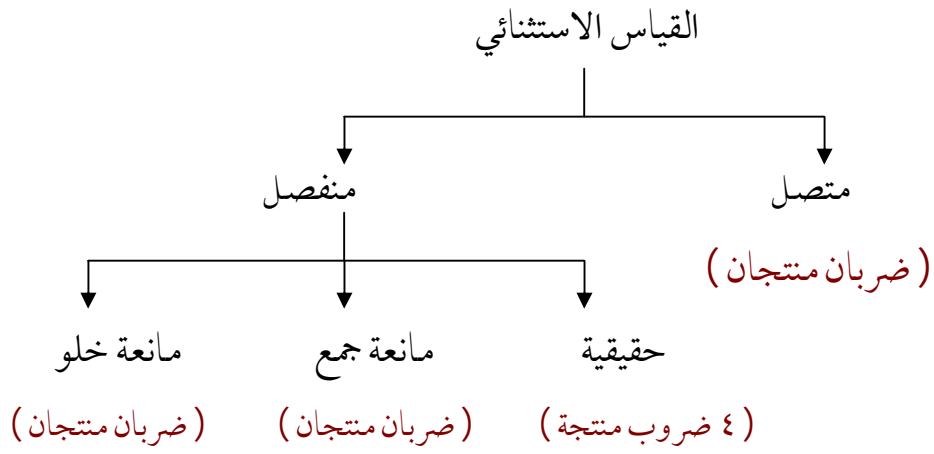 القياس الاستثنائي
متصل
منفصل
( ضربان منتجان )
حقيقية
مانعة جمع
مانعة خلو
( ٤ ضروب منتجة )
( ضربان منتجان )
( ضربان منتجان )